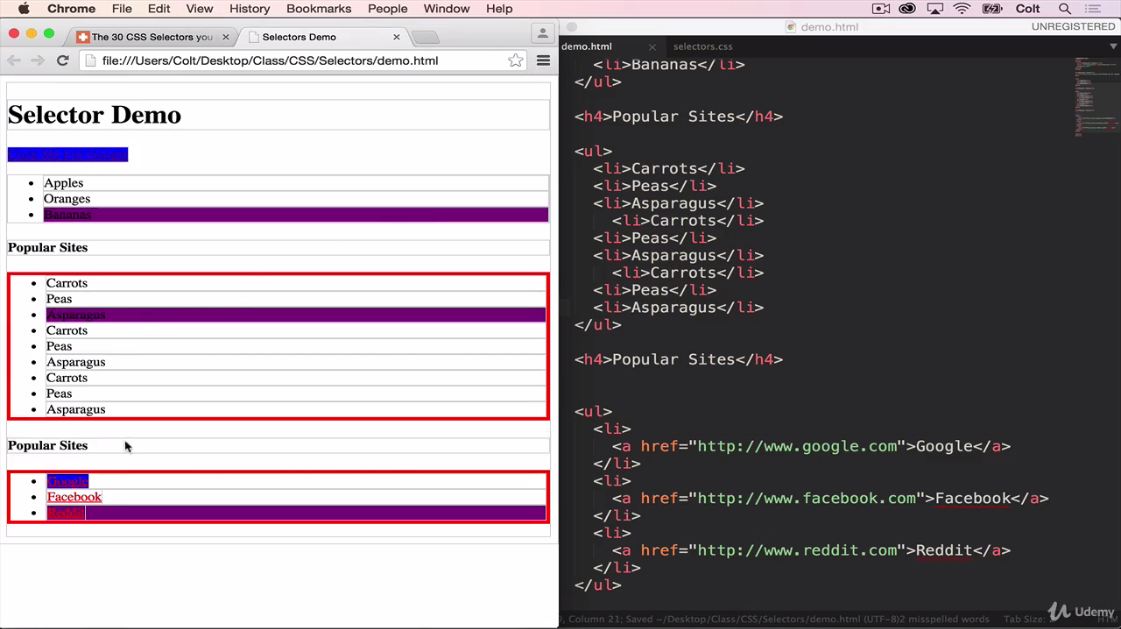 Chrome File Edit View History Bookmarks People Window Help Colt
The 30 CSS Selectors you
Selectors Demo
file:///Users/Colt/Desktop/Class/CSS/Selectors/demo.html
Selector Demo
Apples
Oranges
Bananas
Popular Sites
Carrots
Peas
Asparagus
Carrots
Peas
Asparagus
Carrots
Peas
Asparagus
Popular Sites
Google
Facebook
Reddit
demo.html
UNREGISTERED
demo.html
selectors.css
<li>Bananas</li>
</ul>
<h4>Popular Sites</h4>
<ul>
<li>Carrots</li>
<li>Peas</li>
<li>Asparagus</li>
<li>Carrots</li>
<li>Peas</li>
<li>Asparagus</li>
<li>Carrots</li>
<li>Peas</li>
<li>Asparagus</li>
</ul>
<h4>Popular Sites</h4>
<ul>
<li>
<a href="http://www.google.com">Google</a>
</li>
<li>
<a href="http://www.facebook.com">Facebook</a>
</li>
<li>
<a href="http://www.reddit.com">Reddit</a>
</li>
</ul>
Column 21; Saved ~/Desktop/Class/CSS/Selectors/demo.html (UTF-8) 2 misspelled words Tab Size:
Udemy